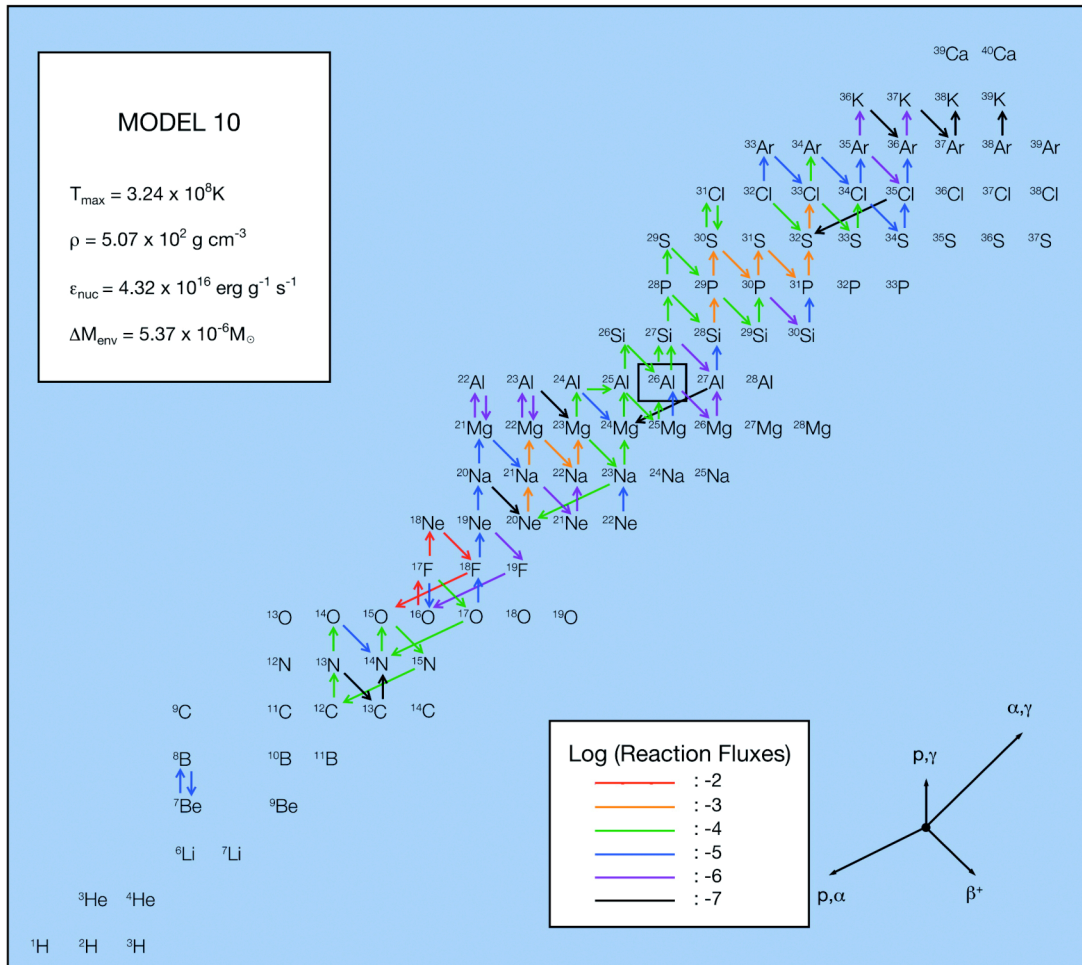 MODEL 10
Tmax = 3.24 x 10⁸K
ρ = 5.07 x 10² g cm⁻³
εnuc = 4.32 x 10¹⁶ erg g⁻¹ s⁻¹
ΔMenv = 5.37 x 10⁻⁶M☉
³⁹Ca ⁴⁰Ca
³⁶K ³⁷K ³⁸K ³⁹K
³³Ar ³⁴Ar ³⁵Ar ³⁶Ar ³⁷Ar ³⁸Ar ³⁹Ar
³¹Cl ³²Cl ³³Cl ³⁴Cl ³⁵Cl ³⁶Cl ³⁷Cl ³⁸Cl
²⁹S ³⁰S ³¹S ³²S ³³S ³⁴S ³⁵S ³⁶S ³⁷S
²⁸P ²⁹P ³⁰P ³¹P ³²P ³³P
²⁶Si ²⁷Si ²⁸Si ²⁹Si ³⁰Si
²²Al ²³Al ²⁴Al ²⁵Al ²⁶Al ²⁷Al ²⁸Al
²¹Mg ²²Mg ²³Mg ²⁴Mg ²⁵Mg ²⁶Mg ²⁷Mg ²⁸Mg
²⁰Na ²¹Na ²²Na ²³Na ²⁴Na ²⁵Na
¹⁸Ne ¹⁹Ne ²⁰Ne ²¹Ne ²²Ne
¹⁷F ¹⁸F ¹⁹F
¹³O ¹⁴O ¹⁵O ¹⁶O ¹⁷O ¹⁸O ¹⁹O
¹²N ¹³N ¹⁴N ¹⁵N
⁹C ¹¹C ¹²C ¹³C ¹⁴C
⁸B ¹⁰B ¹¹B
⁷Be ⁹Be
⁶Li ⁷Li
³He ⁴He
¹H ²H ³H
Log (Reaction Fluxes)
: -2
: -3
: -4
: -5
: -6
: -7
α,γ
p,γ
p,α
β⁺